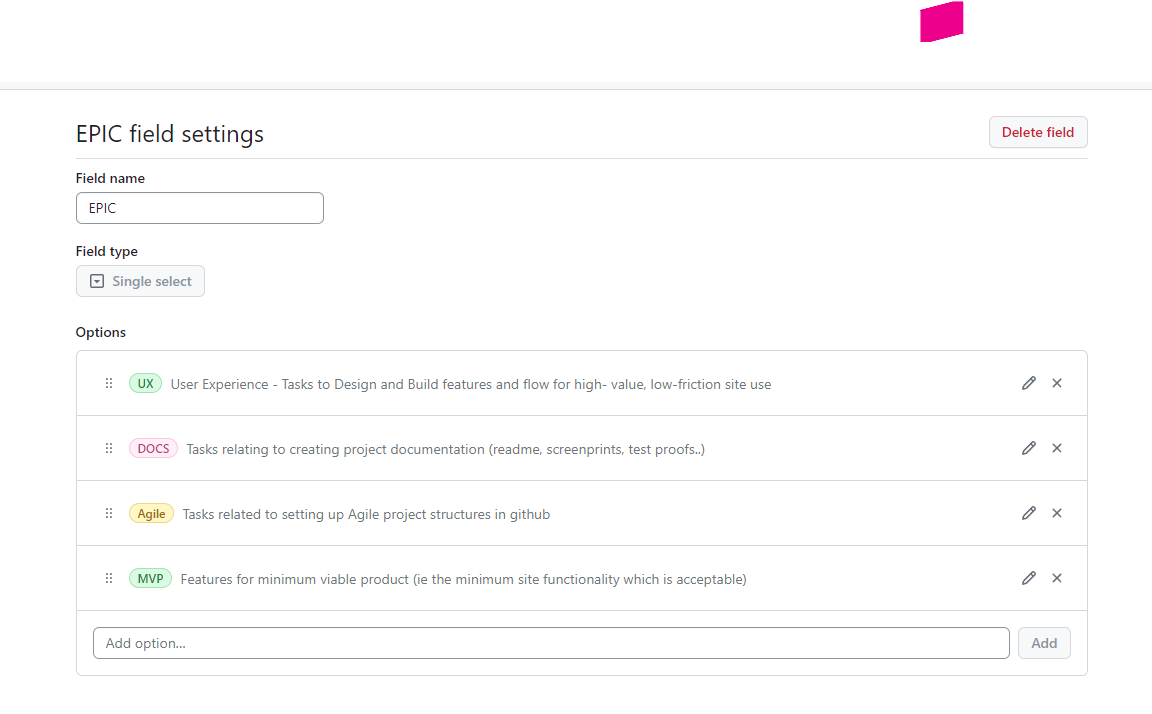 EPIC field settings
Delete field
Field name
EPIC
Field type
Single select
Options
UX User Experience - Tasks to Design and Build features and flow for high- value, low-friction site use
DOCS Tasks relating to creating project documentation (readme, screenprints, test proofs..)
Agile Tasks related to setting up Agile project structures in github
MVP Features for minimum viable product (ie the minimum site functionality which is acceptable)
Add option... Add